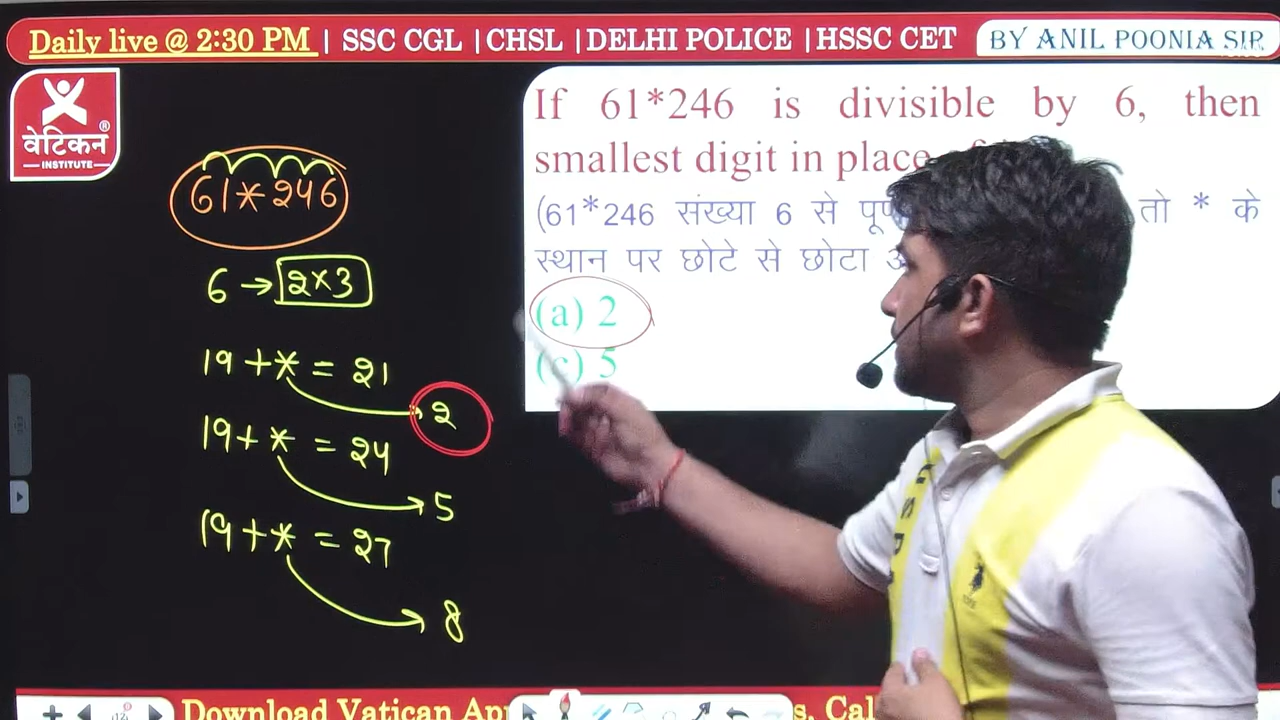 Daily live @ 2:30 PM | SSC CGL |CHSL |DELHI POLICE |HSSC CET
BY ANIL POONIA SIR
वेटिकन
INSTITUTE
61*246
6 → 2×3
19 + * = 21
2
19 + * = 24
5
19 + * = 27
8
If 61*246 is divisible by 6, then
smallest digit in place
(61*246 संख्या 6 से तो * के
स्थान पर छोटे से छोटा
(a) 2
(c) 5
Download Vatican